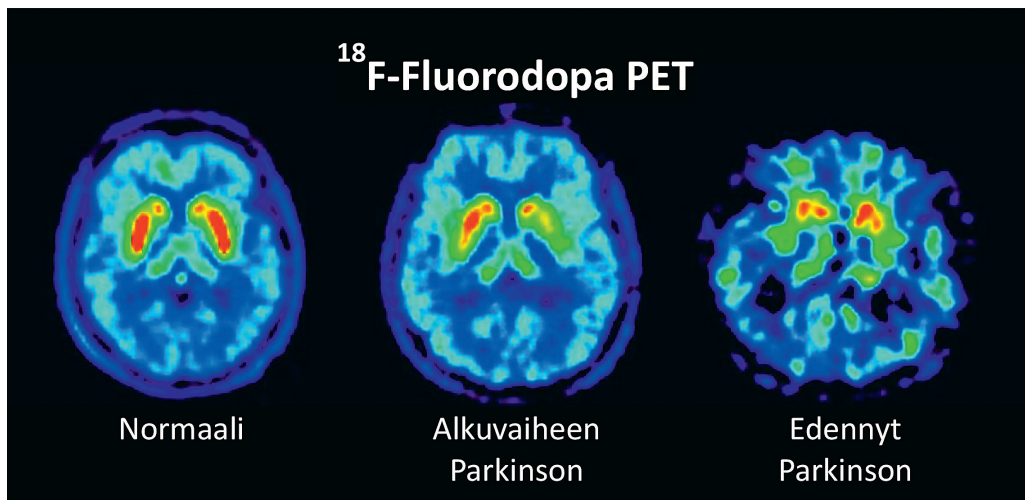 18F-Fluorodopa PET
Normaali
Alkuvaiheen
Parkinson
Edennyt
Parkinson